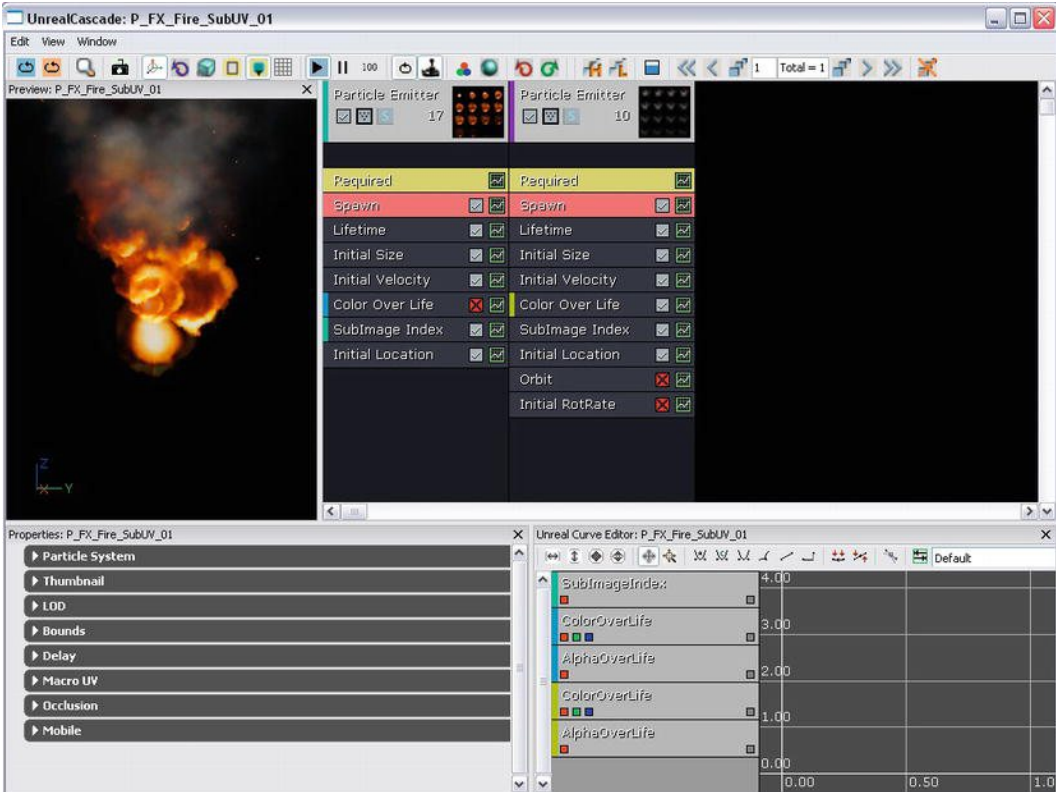 UnrealCascade: P_FX_Fire_SubUV_01
Edit View Window
100 1 Total = 1
Preview: P_FX_Fire_SubUV_01
Particle Emitter
S 17
Particle Emitter
S 10
Required
Spawn
Lifetime
Initial Size
Initial Velocity
Color Over Life
SubImage Index
Initial Location
Required
Spawn
Lifetime
Initial Size
Initial Velocity
Color Over Life
SubImage Index
Initial Location
Orbit
Initial RotRate
Z
X Y
Properties: P_FX_Fire_SubUV_01
Particle System
Thumbnail
LOD
Bounds
Delay
Macro UV
Occlusion
Mobile
Unreal Curve Editor: P_FX_Fire_SubUV_01
Default
SubImageIndex
ColorOverLife
AlphaOverLife
ColorOverLife
AlphaOverLife
4.00
3.00
2.00
1.00
0.00
0.00 0.50 1.0